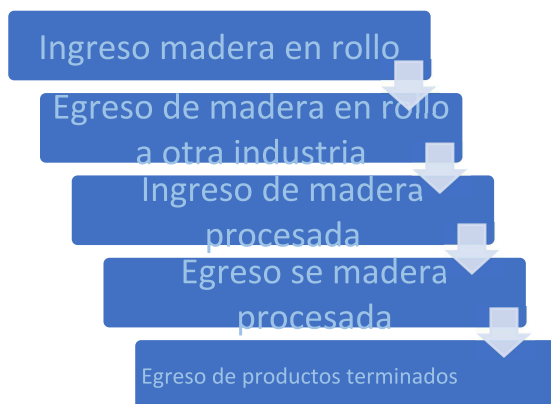 Ingreso madera en rollo
Egreso de madera en rollo
a otra industria
Ingreso de madera
procesada
Egreso se madera
procesada
Egreso de productos terminados